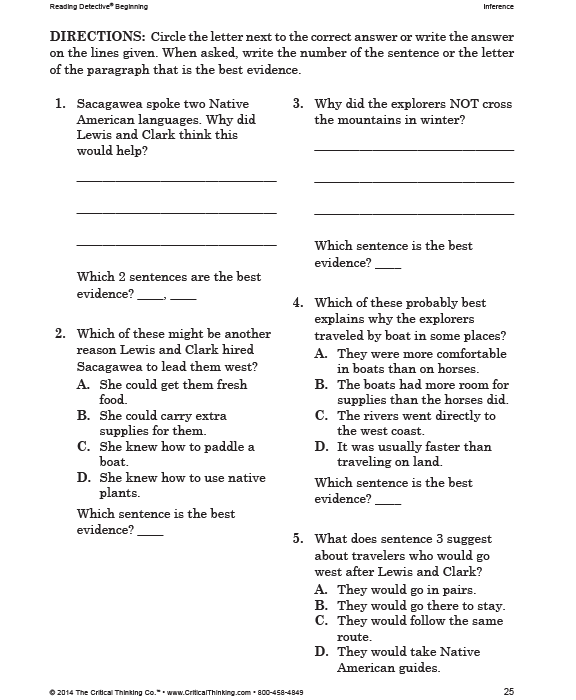 Reading Detective® Beginning
Inference
DIRECTIONS: Circle the letter next to the correct answer or write the answer
on the lines given. When asked, write the number of the sentence or the letter
of the paragraph that is the best evidence.
1. Sacagawea spoke two Native
American languages. Why did
Lewis and Clark think this
would help?
Which 2 sentences are the best
evidence? ____, ____
2. Which of these might be another
reason Lewis and Clark hired
Sacagawea to lead them west?
A. She could get them fresh
food.
B. She could carry extra
supplies for them.
C. She knew how to paddle a
boat.
D. She knew how to use native
plants.
Which sentence is the best
evidence? ____
3. Why did the explorers NOT cross
the mountains in winter?
Which sentence is the best
evidence? ____
4. Which of these probably best
explains why the explorers
traveled by boat in some places?
A. They were more comfortable
in boats than on horses.
B. The boats had more room for
supplies than the horses did.
C. The rivers went directly to
the west coast.
D. It was usually faster than
traveling on land.
Which sentence is the best
evidence? ____
5. What does sentence 3 suggest
about travelers who would go
west after Lewis and Clark?
A. They would go in pairs.
B. They would go there to stay.
C. They would follow the same
route.
D. They would take Native
American guides.
© 2014 The Critical Thinking Co.™ • www.CriticalThinking.com • 800-458-4849
25